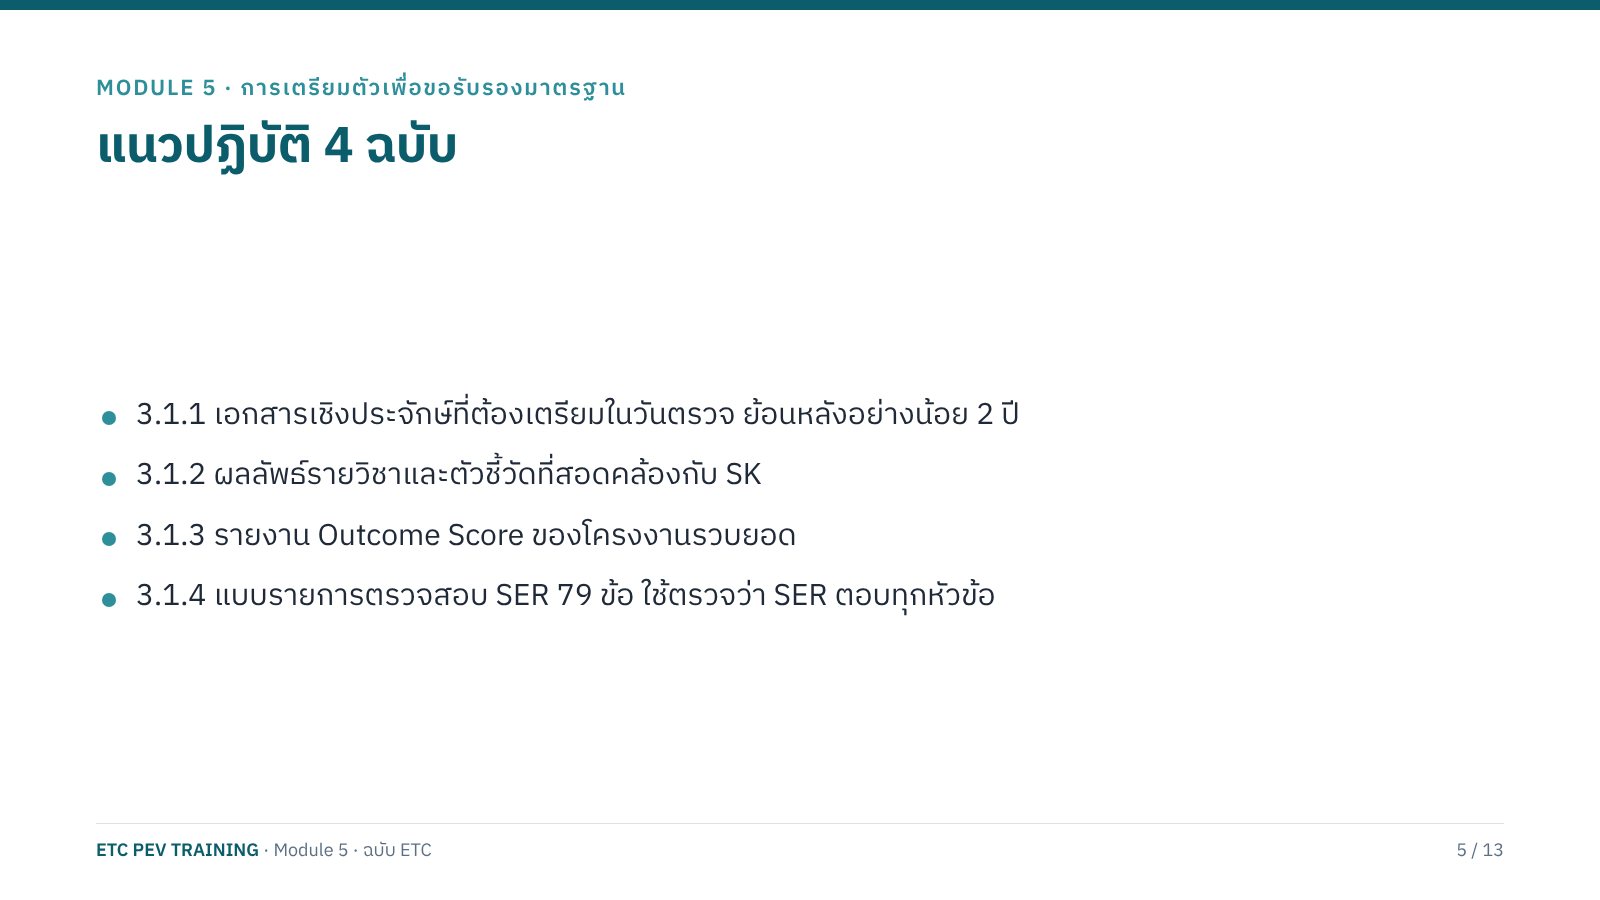 MODULE 5 · การเตรียมตัวเพื่อขอรับรองมาตรฐาน
แนวปฏิบัติ 4 ฉบับ
3.1.1 เอกสารเชิงประจักษ์ที่ต้องเตรียมในวันตรวจ ย้อนหลังอย่างน้อย 2 ปี
3.1.2 ผลลัพธ์รายวิชาและตัวชี้วัดที่สอดคล้องกับ SK
3.1.3 รายงาน Outcome Score ของโครงงานรวบยอด
3.1.4 แบบรายการตรวจสอบ SER 79 ข้อ ใช้ตรวจว่า SER ตอบทุกหัวข้อ
ETC PEV TRAINING · Module 5 · ฉบับ ETC
5 / 13